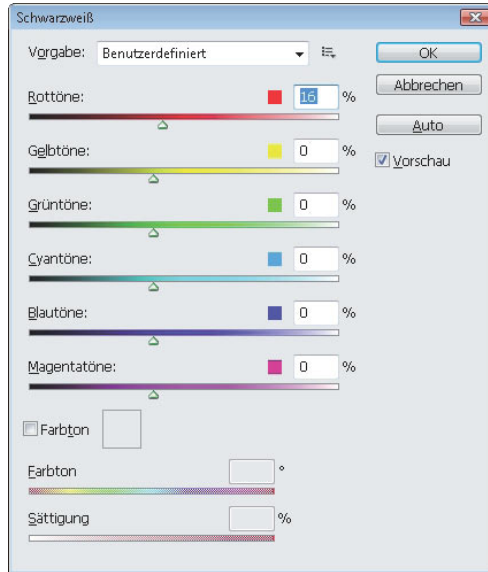 Schwarzweiß
Vorgabe: Benutzerdefiniert
OK
Abbrechen
Auto
Vorschau
Rottöne: 16 %
Gelbtöne: 0 %
Grüntöne: 0 %
Cyantöne: 0 %
Blautöne: 0 %
Magentatöne: 0 %
Farbton
Farbton °
Sättigung %